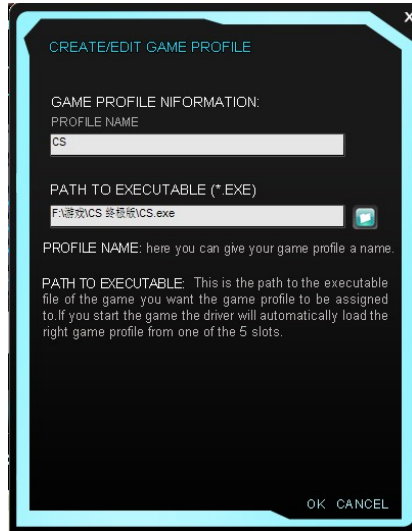 X
CREATE/EDIT GAME PROFILE
GAME PROFILE NIFORMATION:
PROFILE NAME
CS
PATH TO EXECUTABLE (*.EXE)
F:\游戏\CS 终极版\CS.exe
PROFILE NAME: here you can give your game profile a name.
PATH TO EXECUTABLE: This is the path to the executable
file of the game you want the game profile to be assigned
to.If you start the game the driver will automatically load the
right game profile from one of the 5 slots.
OK CANCEL